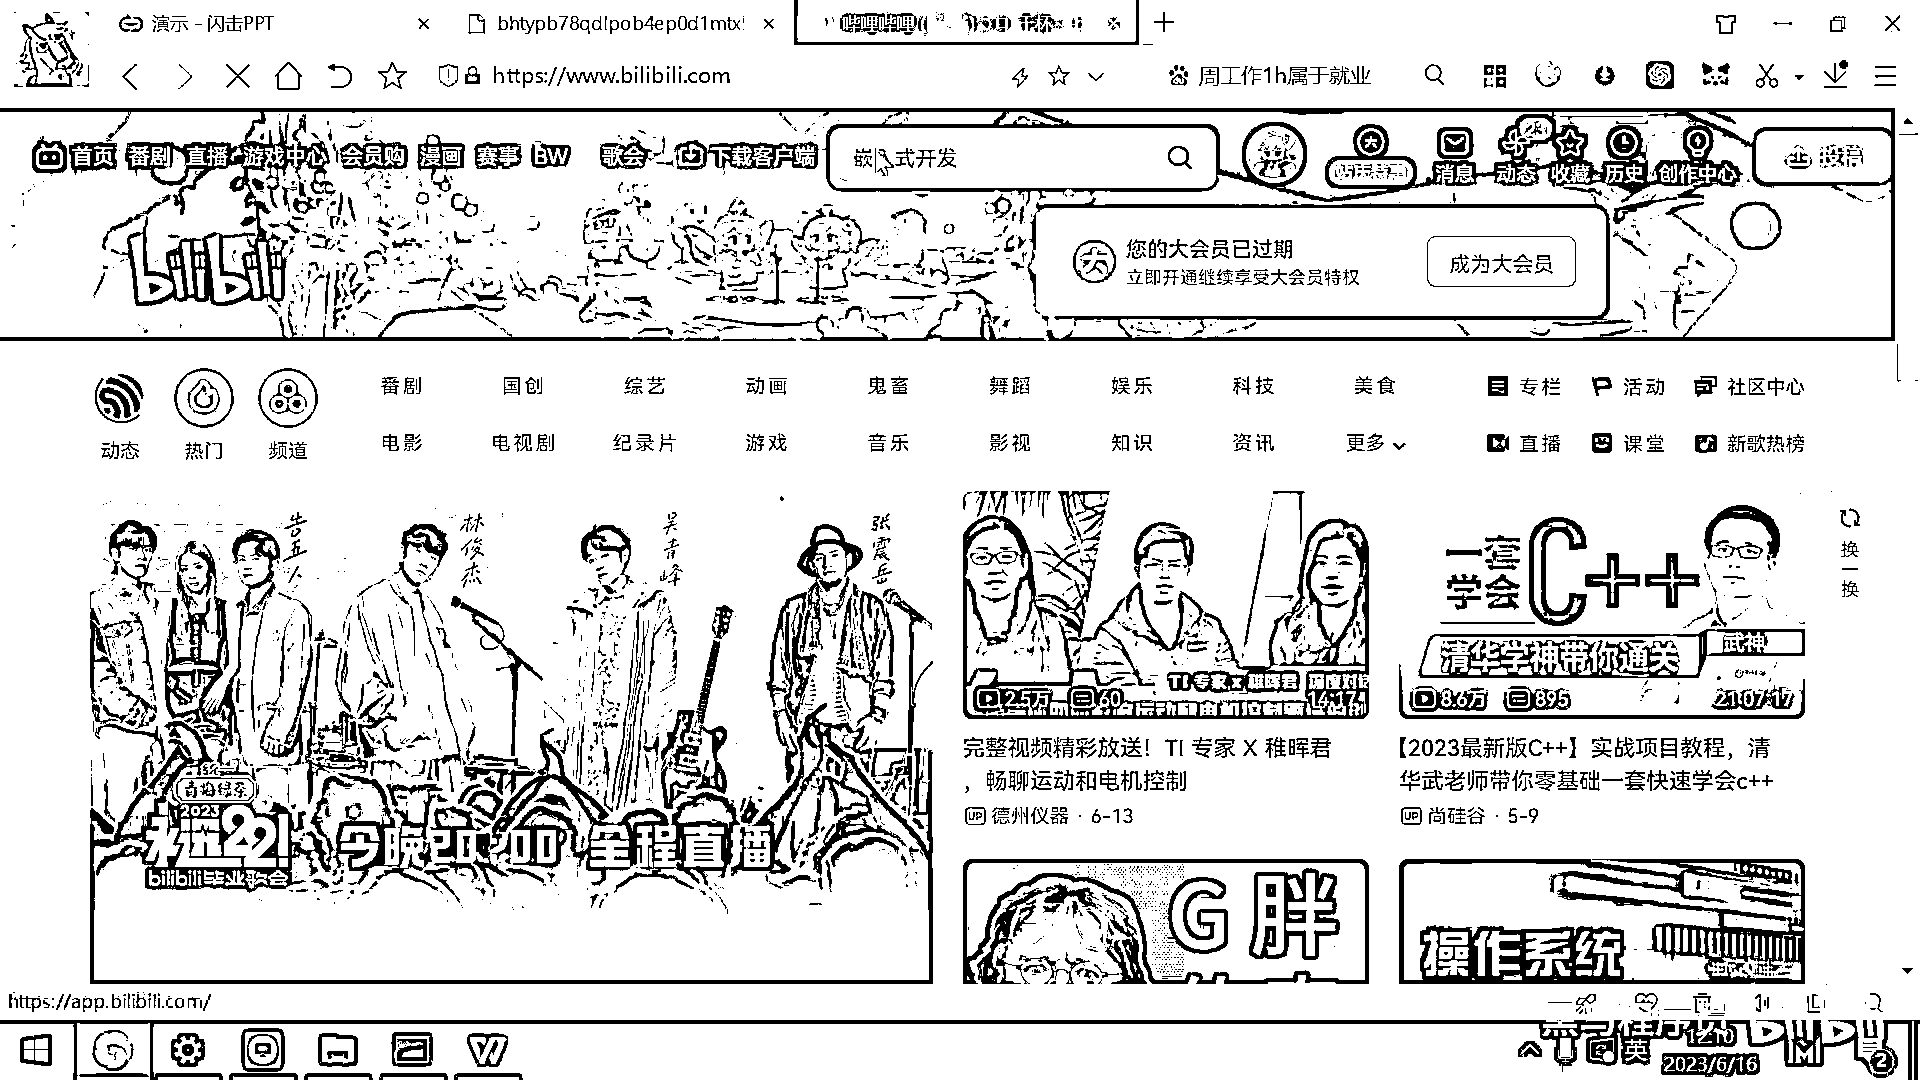 演示 - 闪击PPT
https://www.bilibili.com
周工作1h属于就业
首页 番剧 直播 游戏中心 会员购 漫画 赛事 BW 歌会 下载客户端
嵌入式开发
消息 动态 收藏 历史 创作中心 投稿
bilibili
您的大会员已过期
立即开通继续享受大会员特权
成为大会员
番剧 国创 综艺 动画 鬼畜 舞蹈 娱乐 科技 美食 专栏 活动 社区中心
动态 热门 频道
电影 电视剧 纪录片 游戏 音乐 影视 知识 资讯 更多 直播 课堂 新歌热榜
告五人
林俊杰
吴青峰
张震岳
换一换
一套
学会
C++
清华学神带你通关
武神
TI 专家 x 稚晖君
2.5万 60 14:17
8.6万 895 21:07:17
完整视频精彩放送！TI 专家 X 稚晖君
，畅聊运动和电机控制
德州仪器 · 6-13
【2023最新版C++】实战项目教程，清
华武老师带你零基础一套快速学会c++
尚硅谷 · 5-9
2023
bilibili毕业歌会
今晚20:00 全程直播
G胖
操作系统
https://app.bilibili.com/
英
12:10
2023/6/16
2